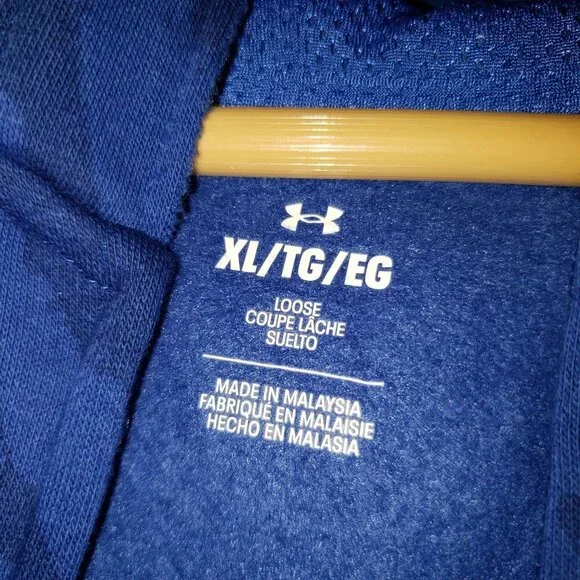 XL/TG/EG
LOOSE
COUPE LÂCHE
SUELTO
MADE IN MALAYSIA
FABRIQUÉ EN MALAISIE
HECHO EN MALASIA